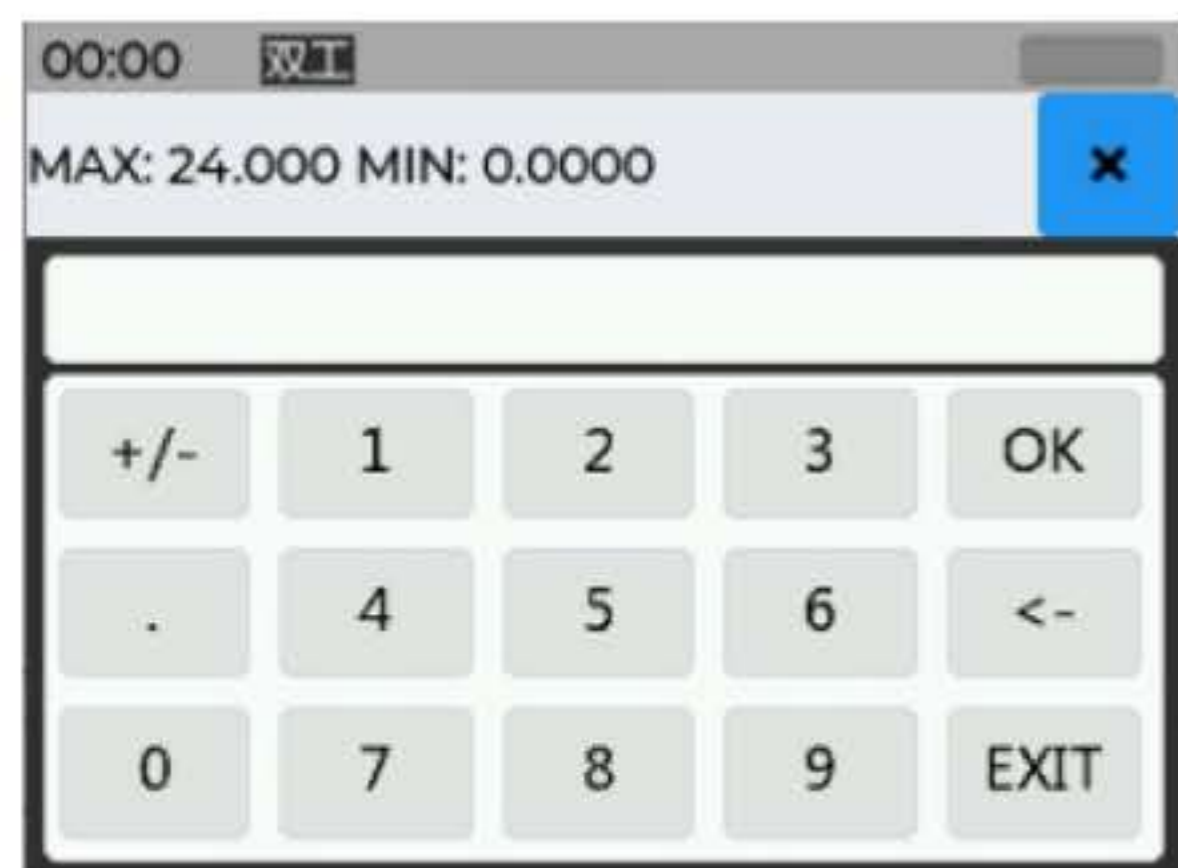 00:00 双工
MAX: 24.000 MIN: 0.0000
×
+/- 1 2 3 OK
. 4 5 6 <-
0 7 8 9 EXIT